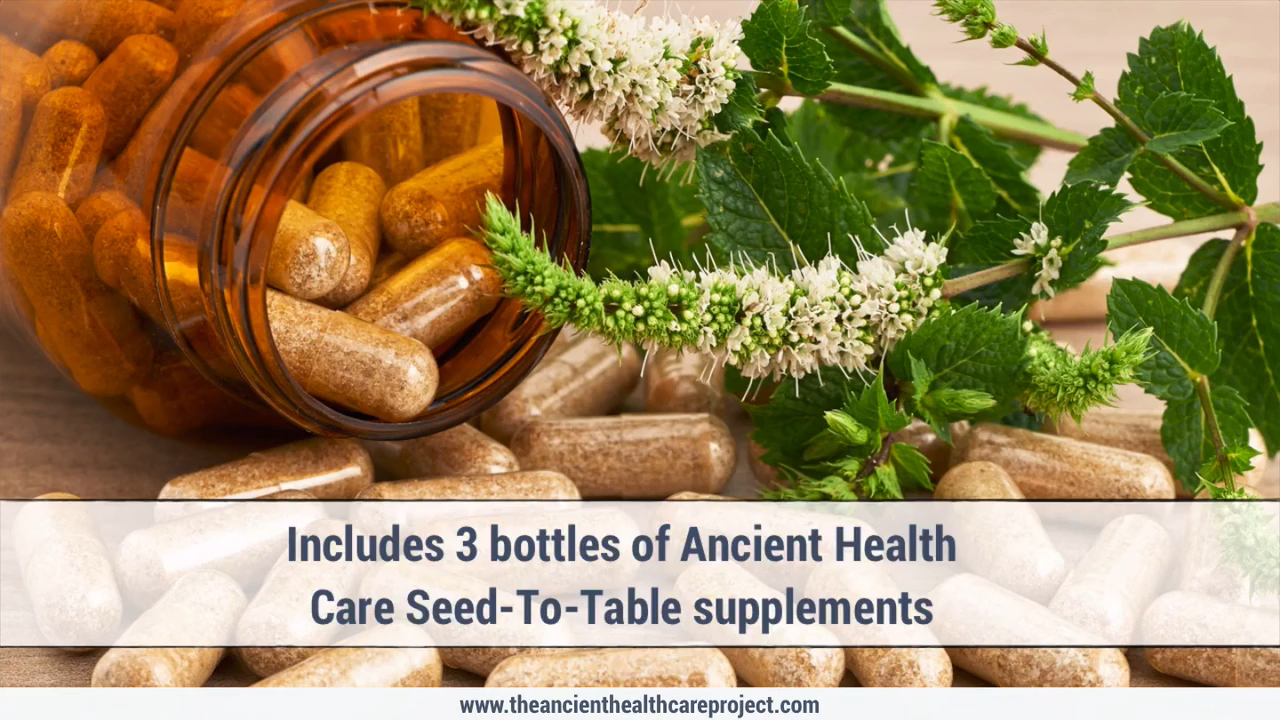 Includes 3 bottles of Ancient Health
Care Seed-To-Table supplements
www.theancienthealthcareproject.com